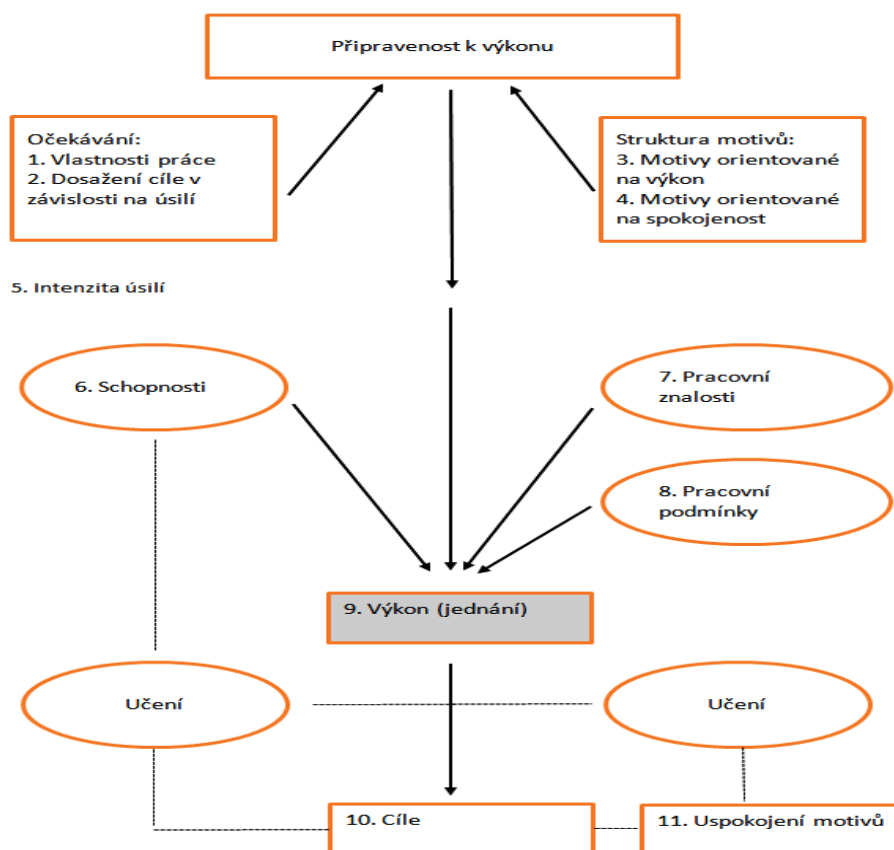 Připravenost k výkonu
Očekávání:
1. Vlastnosti práce
2. Dosažení cíle v
závislosti na úsilí
Struktura motivů:
3. Motivy orientované
na výkon
4. Motivy orientované
na spokojenost
5. Intenzita úsilí
6. Schopnosti
7. Pracovní
znalosti
8. Pracovní
podmínky
9. Výkon (jednání)
Učení
Učení
10. Cíle
11. Uspokojení motivů